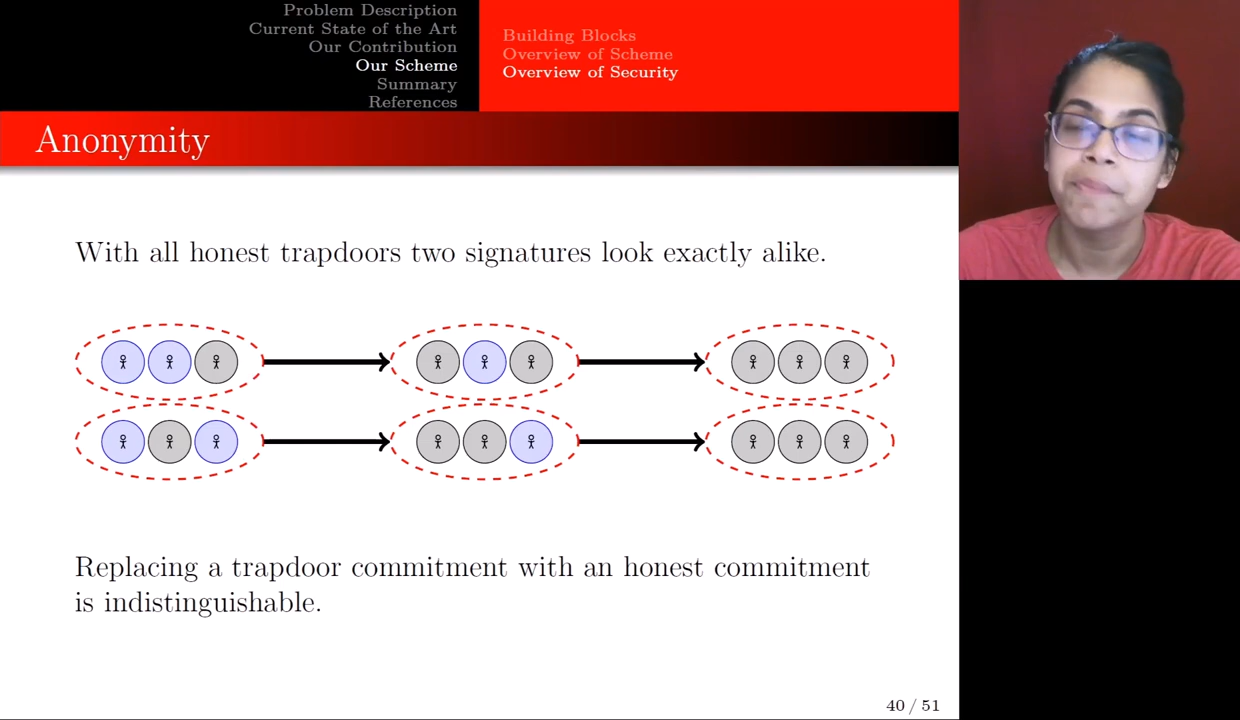 Problem Description
Current State of the Art
Our Contribution
Our Scheme
Summary
References
Building Blocks
Overview of Scheme
Overview of Security
Anonymity
With all honest trapdoors two signatures look exactly alike.
Replacing a trapdoor commitment with an honest commitment
is indistinguishable.
40 / 51